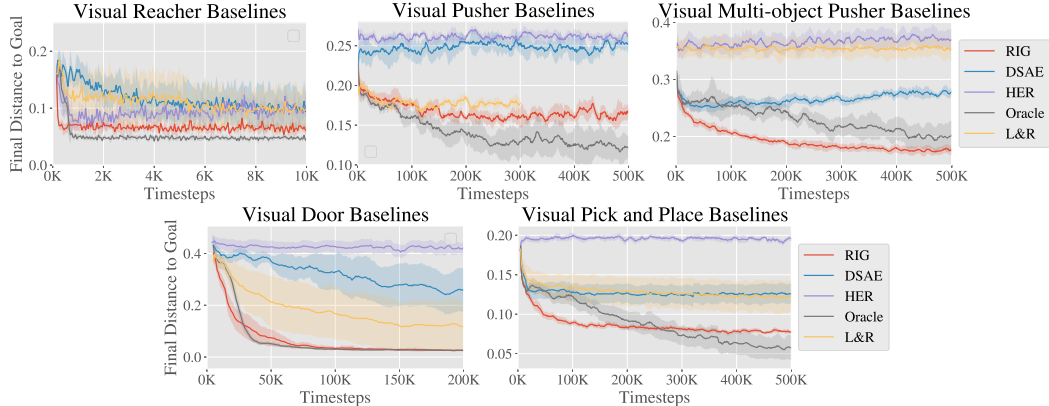 Visual Reacher Baselines
Visual Pusher Baselines
Visual Multi-object Pusher Baselines
Final Distance to Goal
0.2
0.1
0.0
0K
2K
4K
6K
8K
10K
Timesteps
0.25
0.20
0.15
0.10
0K
100K
200K
300K
400K
500K
Timesteps
0.4
0.3
0.2
0K
100K
200K
300K
400K
500K
Timesteps
RIG
DSAE
HER
Oracle
L&R
Visual Door Baselines
Visual Pick and Place Baselines
Final Distance to Goal
0.4
0.2
0.0
0K
50K
100K
150K
200K
Timesteps
0.20
0.15
0.10
0.05
0K
100K
200K
300K
400K
500K
Timesteps
RIG
DSAE
HER
Oracle
L&R